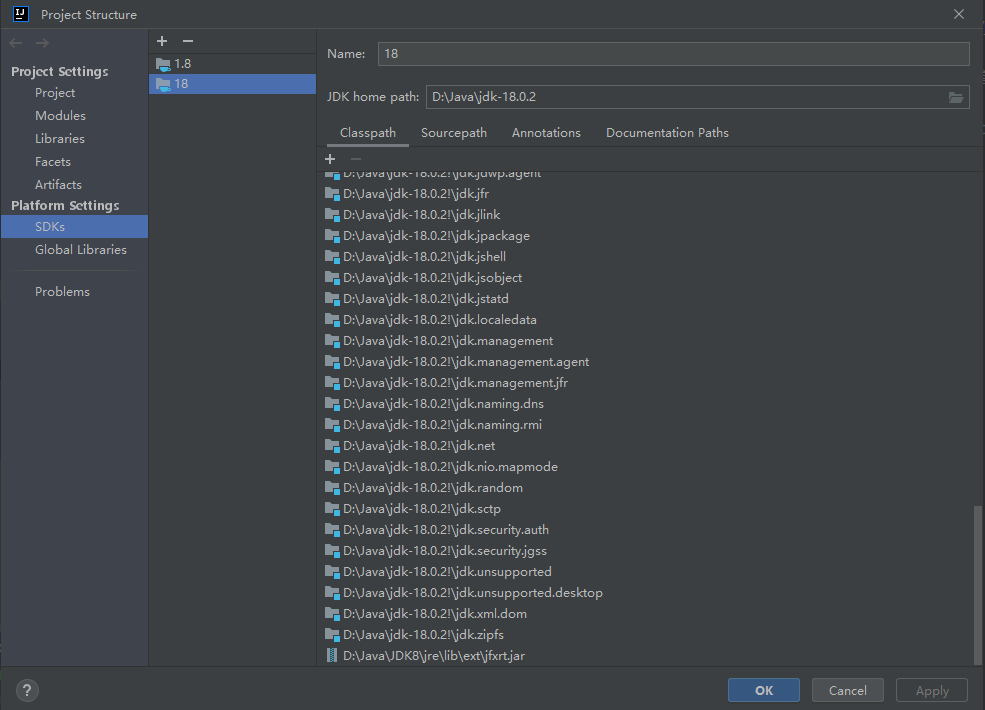 IJ
Project Structure
Project Settings
Project
Modules
Libraries
Facets
Artifacts
Platform Settings
SDKs
Global Libraries
Problems
1.8
18
Name: 18
JDK home path: D:\Java\jdk-18.0.2
Classpath Sourcepath Annotations Documentation Paths
D:\Java\jdk-18.0.2!\jdk.jdwp.agent
D:\Java\jdk-18.0.2!\jdk.jfr
D:\Java\jdk-18.0.2!\jdk.jlink
D:\Java\jdk-18.0.2!\jdk.jpackage
D:\Java\jdk-18.0.2!\jdk.jshell
D:\Java\jdk-18.0.2!\jdk.jsobject
D:\Java\jdk-18.0.2!\jdk.jstatd
D:\Java\jdk-18.0.2!\jdk.localedata
D:\Java\jdk-18.0.2!\jdk.management
D:\Java\jdk-18.0.2!\jdk.management.agent
D:\Java\jdk-18.0.2!\jdk.management.jfr
D:\Java\jdk-18.0.2!\jdk.naming.dns
D:\Java\jdk-18.0.2!\jdk.naming.rmi
D:\Java\jdk-18.0.2!\jdk.net
D:\Java\jdk-18.0.2!\jdk.nio.mapmode
D:\Java\jdk-18.0.2!\jdk.random
D:\Java\jdk-18.0.2!\jdk.sctp
D:\Java\jdk-18.0.2!\jdk.security.auth
D:\Java\jdk-18.0.2!\jdk.security.jgss
D:\Java\jdk-18.0.2!\jdk.unsupported
D:\Java\jdk-18.0.2!\jdk.unsupported.desktop
D:\Java\jdk-18.0.2!\jdk.xml.dom
D:\Java\jdk-18.0.2!\jdk.zipfs
D:\Java\JDK8\jre\lib\ext\jfxrt.jar
? OK Cancel Apply